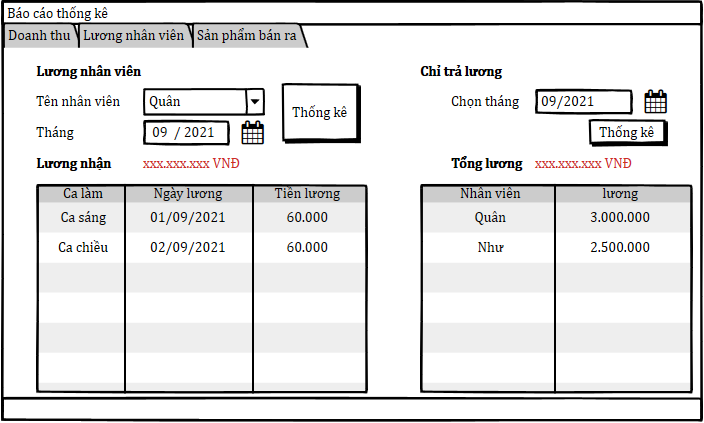 Báo cáo thống kê
Doanh thu Lương nhân viên Sản phẩm bán ra
Lương nhân viên
Tên nhân viên Quân
Thống kê
Tháng 09 / 2021
Lương nhận xxx.xxx.xxx VNĐ
Ca làm Ngày lương Tiền lương
Ca sáng 01/09/2021 60.000
Ca chiều 02/09/2021 60.000
Chỉ trả lương
Chọn tháng 09/2021
Thống kê
Tổng lương xxx.xxx.xxx VNĐ
Nhân viên lương
Quân 3.000.000
Như 2.500.000